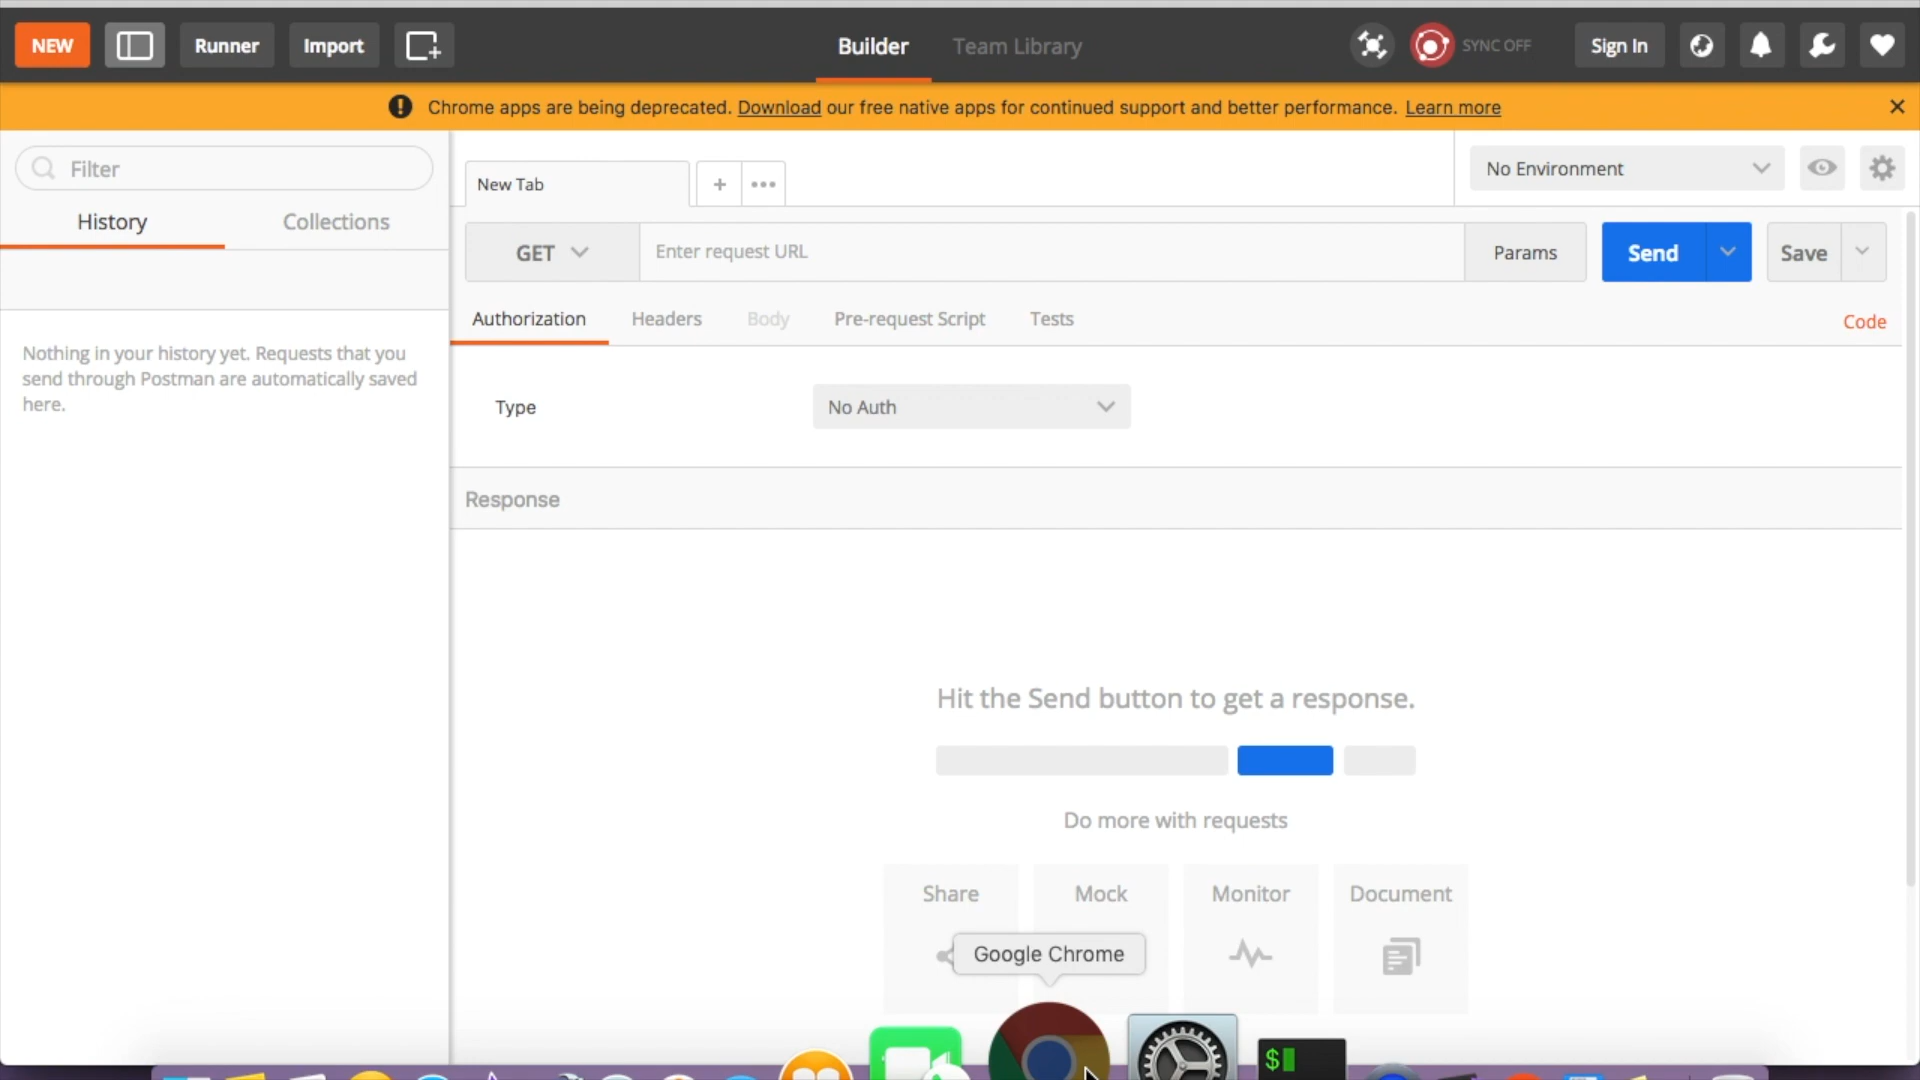 NEW
Runner
Import
Builder
Team Library
SYNC OFF
Sign In
Chrome apps are being deprecated. Download our free native apps for continued support and better performance. Learn more
Filter
History
Collections
Nothing in your history yet. Requests that you
send through Postman are automatically saved
here.
New Tab
No Environment
GET
Enter request URL
Params
Send
Save
Authorization
Headers
Body
Pre-request Script
Tests
Code
Type
No Auth
Response
Hit the Send button to get a response.
Do more with requests
Share
Mock
Monitor
Document
Google Chrome
$